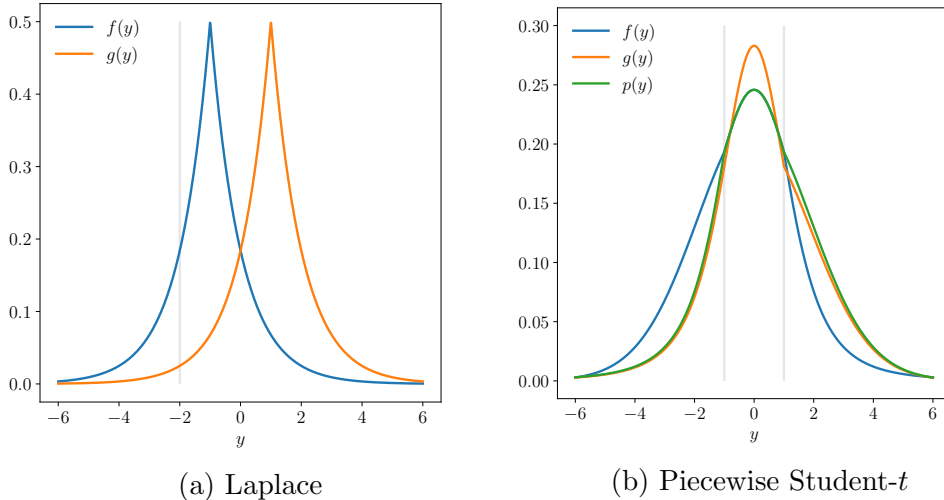 f(y)
g(y)
0.5
0.4
0.3
0.2
0.1
0.0
−6 −4 −2 0 2 4 6
y
(a) Laplace
f(y)
g(y)
p(y)
0.30
0.25
0.20
0.15
0.10
0.05
0.00
−6 −4 −2 0 2 4 6
y
(b) Piecewise Student-t